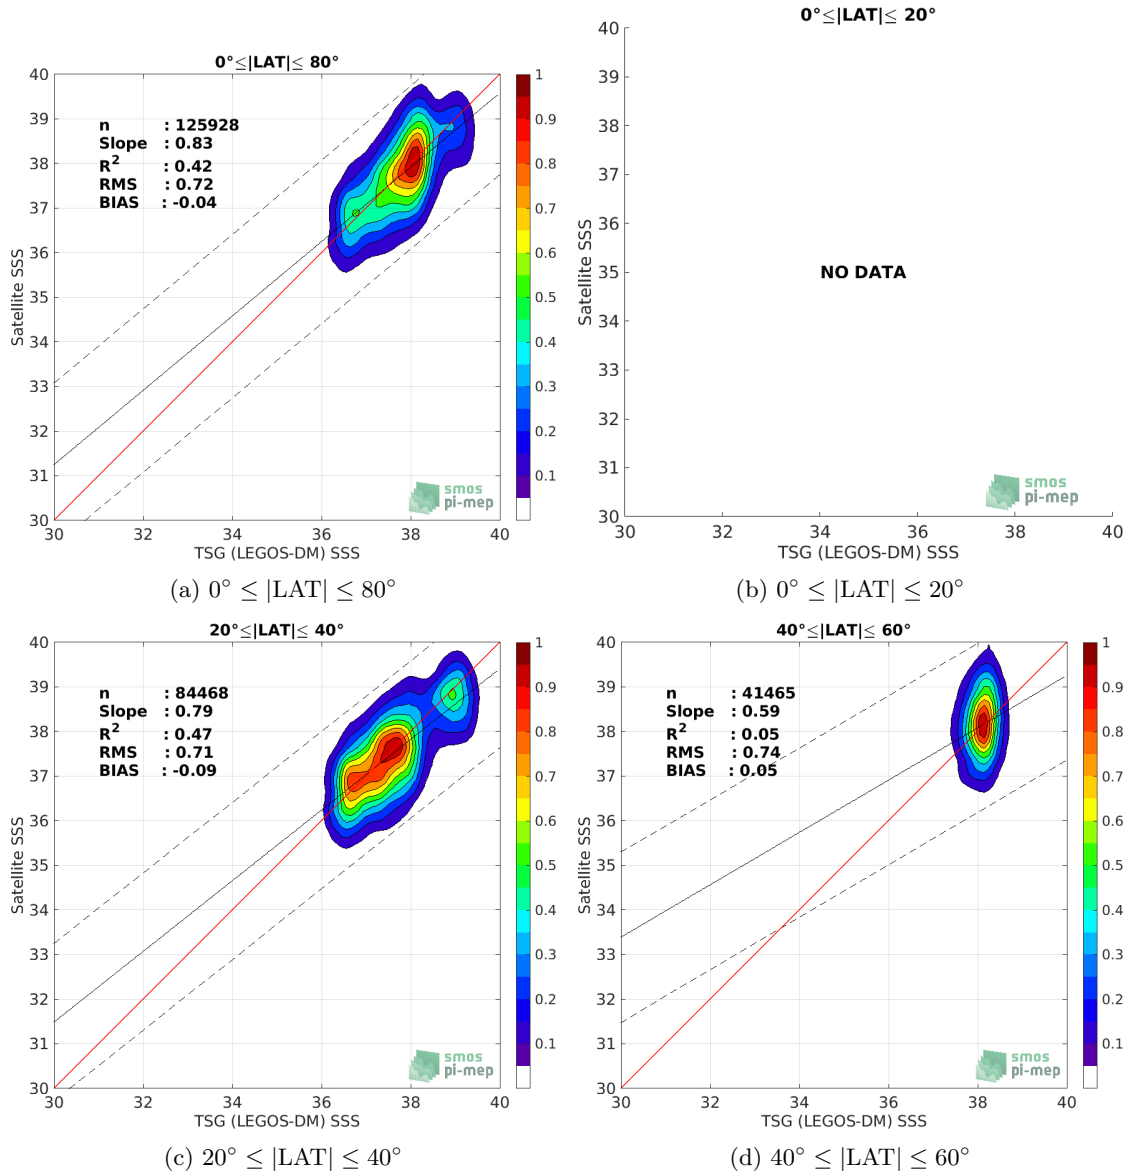 0°≤|LAT|≤ 80°
40
39
38
37
36
35
34
33
32
31
30
Satellite SSS
n : 125928
Slope : 0.83
R2 : 0.42
RMS : 0.72
BIAS : -0.04
30 32 34 36 38 40
TSG (LEGOS-DM) SSS
smos
pi-mep
1
0.9
0.8
0.7
0.6
0.5
0.4
0.3
0.2
0.1
(a) 0° ≤ |LAT| ≤ 80°
0°≤|LAT|≤ 20°
40
39
38
37
36
35
34
33
32
31
30
Satellite SSS
NO DATA
smos
pi-mep
30 32 34 36 38 40
TSG (LEGOS-DM) SSS
(b) 0° ≤ |LAT| ≤ 20°
20°≤|LAT|≤ 40°
40
39
38
37
36
35
34
33
32
31
30
Satellite SSS
n : 84468
Slope : 0.79
R2 : 0.47
RMS : 0.71
BIAS : -0.09
30 32 34 36 38 40
TSG (LEGOS-DM) SSS
smos
pi-mep
1
0.9
0.8
0.7
0.6
0.5
0.4
0.3
0.2
0.1
(c) 20° ≤ |LAT| ≤ 40°
40°≤|LAT|≤ 60°
40
39
38
37
36
35
34
33
32
31
30
Satellite SSS
n : 41465
Slope : 0.59
R2 : 0.05
RMS : 0.74
BIAS : 0.05
30 32 34 36 38 40
TSG (LEGOS-DM) SSS
smos
pi-mep
1
0.9
0.8
0.7
0.6
0.5
0.4
0.3
0.2
0.1
(d) 40° ≤ |LAT| ≤ 60°